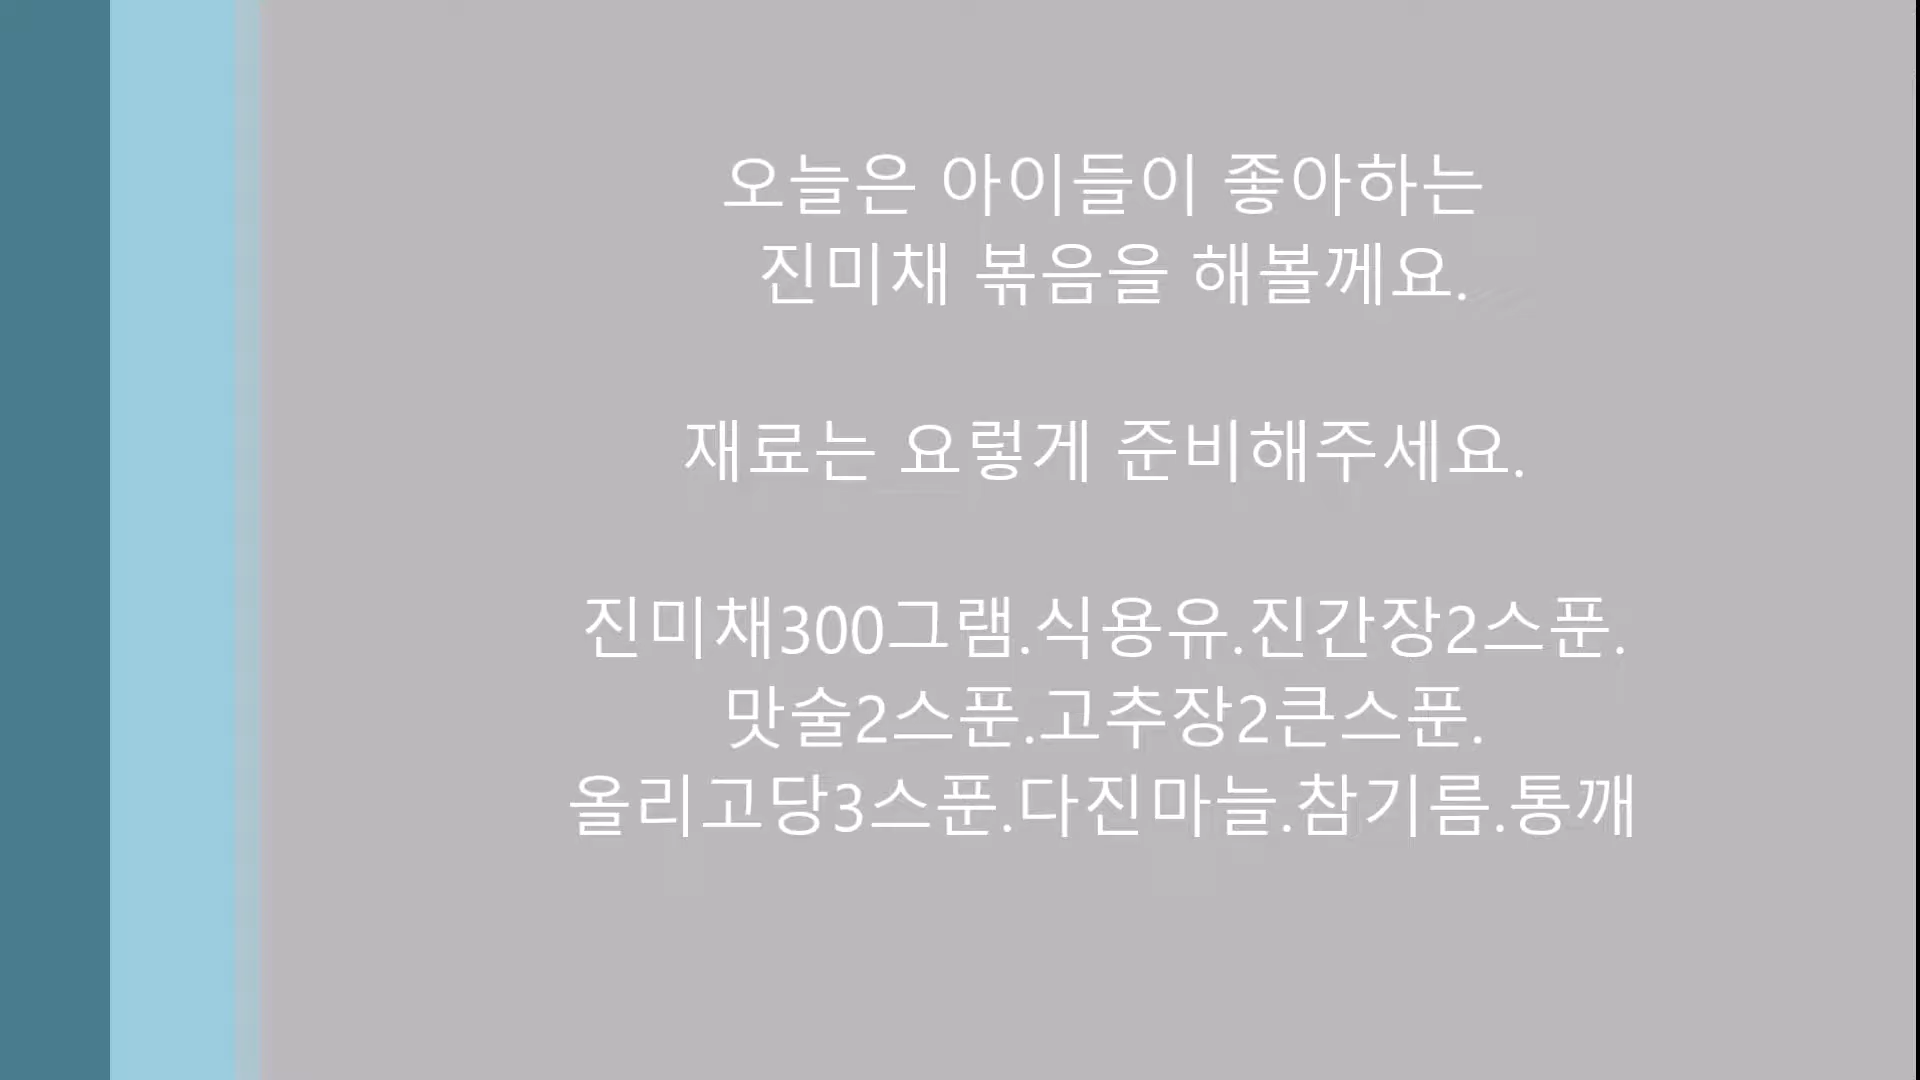 오늘은 아이들이 좋아하는
진미채 볶음을 해볼께요.
재료는 요렇게 준비해주세요.
진미채300그램.식용유.진간장2스푼.
맛술2스푼.고추장2큰스푼.
올리고당3스푼.다진마늘.참기름.통깨